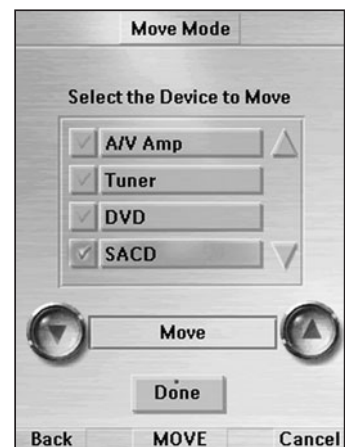 Move Mode
Select the Device to Move
A/V Amp
Tuner
DVD
SACD
Move
Done
Back MOVE Cancel